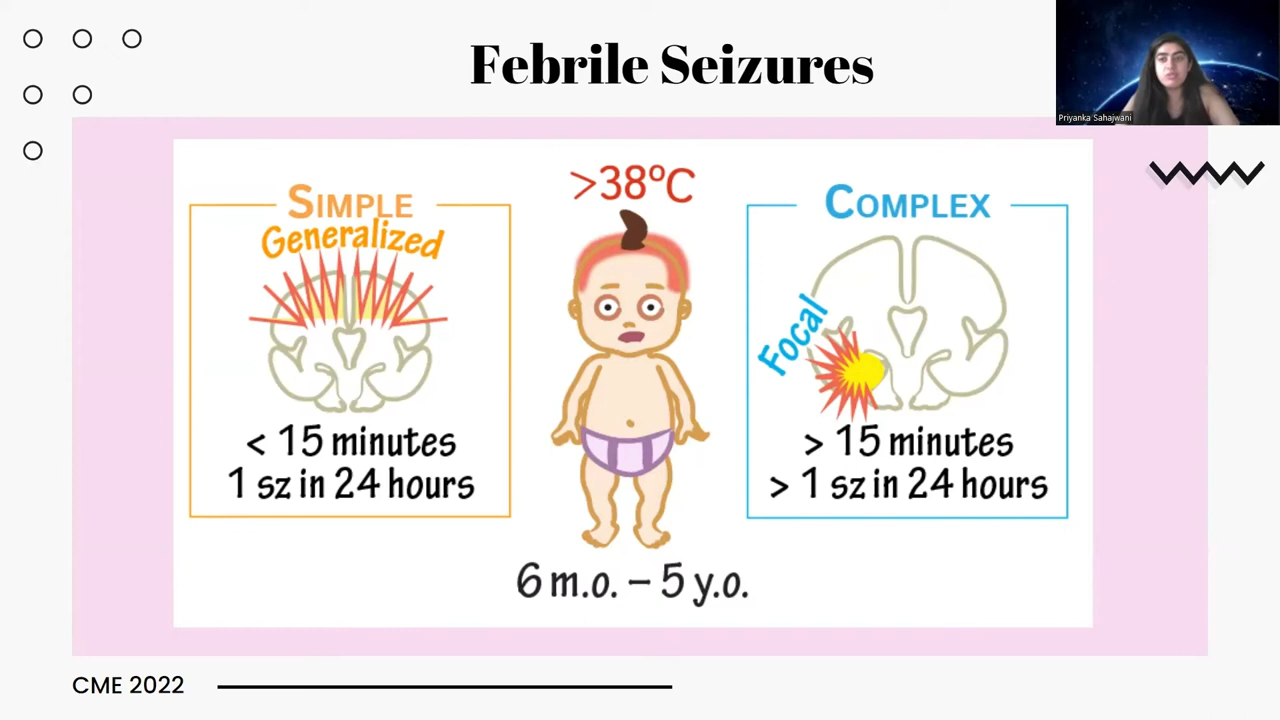 Febrile Seizures
Priyanka Sahajwani
>38°C
SIMPLE
Generalized
< 15 minutes
1 sz in 24 hours
COMPLEX
Focal
> 15 minutes
> 1 sz in 24 hours
6 m.o. – 5 y.o.
CME 2022